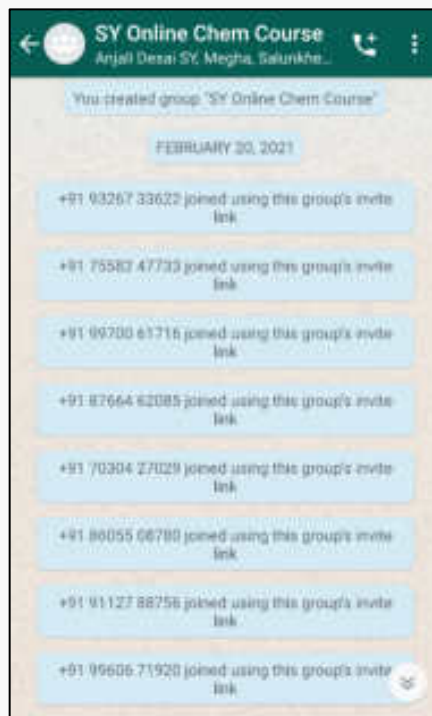 SY Online Chem Course
Anjali Desai SY, Megha, Salunkhe...
You created group "SY Online Chem Course"
FEBRUARY 20, 2021
+91 93267 33622 joined using this group's invite
link
+91 75582 47733 joined using this group's invite
link
+91 99700 61716 joined using this group's invite
link
+91 87664 62085 joined using this group's invite
link
+91 70304 27029 joined using this group's invite
link
+91 86055 08780 joined using this group's invite
link
+91 91127 88756 joined using this group's invite
link
+91 99606 71920 joined using this group's invite
link